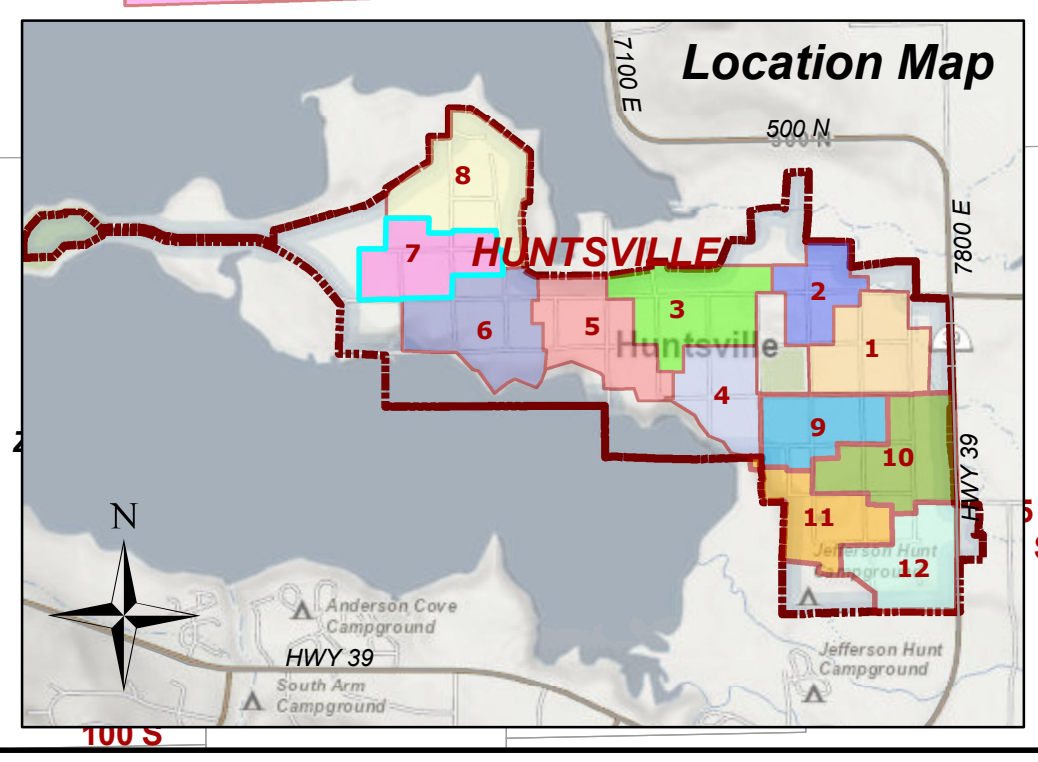 Location Map
7100 E
500 N
500 N
8
7800 E
7
HUNTSVILLE
2
3
5
6
Huntsville
1
39
4
9
10
HWY 39
11
N
Jefferson Hunt
Campground
12
Anderson Cove
Campground
HWY 39
Jefferson Hunt
Campground
South Arm
Campground
100 S